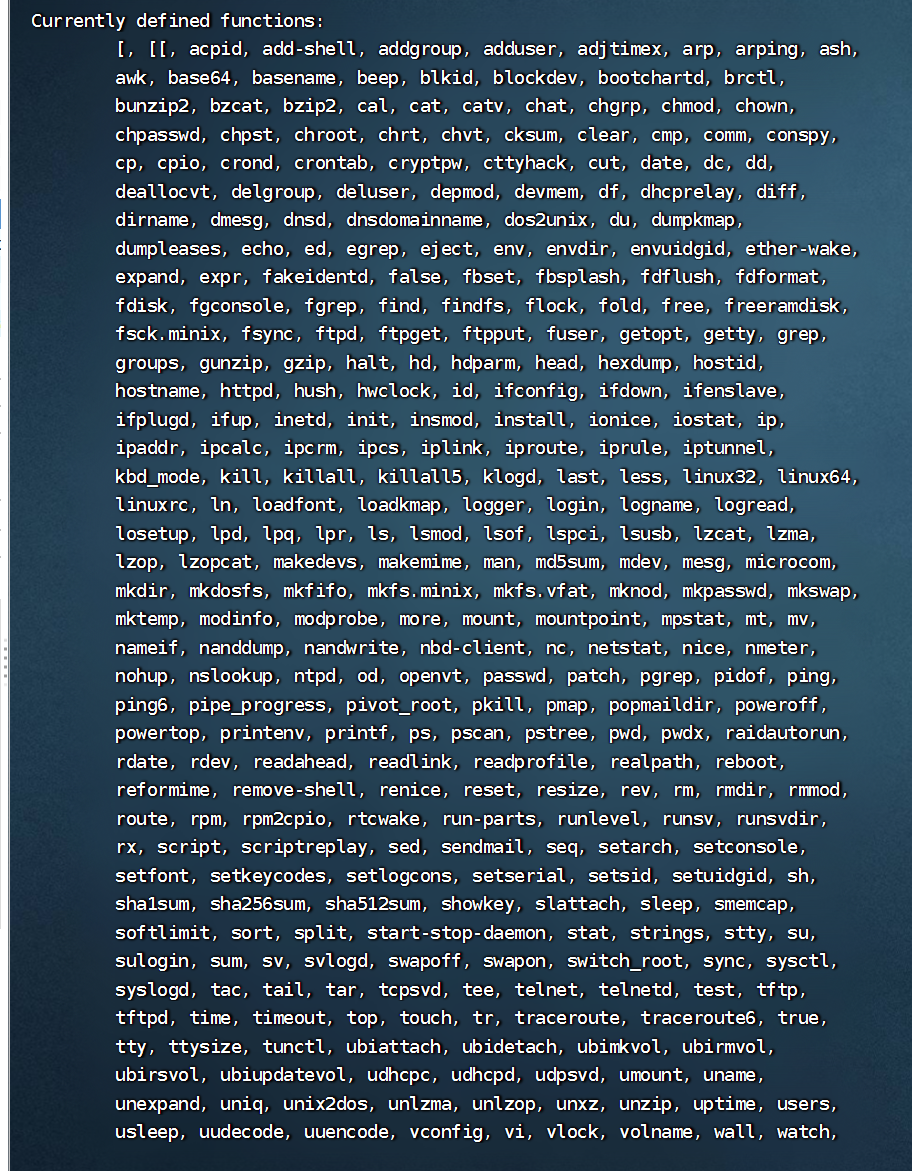 Currently defined functions:
[, [[, acpid, add-shell, addgroup, adduser, adjtimex, arp, arping, ash,
awk, base64, basename, beep, blkid, blockdev, bootchartd, brctl,
bunzip2, bzcat, bzip2, cal, cat, catv, chat, chgrp, chmod, chown,
chpasswd, chpst, chroot, chrt, chvt, cksum, clear, cmp, comm, conspy,
cp, cpio, crond, crontab, cryptpw, cttyhack, cut, date, dc, dd,
deallocvt, delgroup, deluser, depmod, devmem, df, dhcprelay, diff,
dirname, dmesg, dnsd, dnsdomainname, dos2unix, du, dumpkmap,
dumpleases, echo, ed, egrep, eject, env, envdir, envuidgid, ether-wake,
expand, expr, fakeidentd, false, fbset, fbsplash, fdflush, fdformat,
fdisk, fgconsole, fgrep, find, findfs, flock, fold, free, freeramdisk,
fsck.minix, fsync, ftpd, ftpget, ftpput, fuser, getopt, getty, grep,
groups, gunzip, gzip, halt, hd, hdparm, head, hexdump, hostid,
hostname, httpd, hush, hwclock, id, ifconfig, ifdown, ifenslave,
ifplugd, ifup, inetd, init, insmod, install, ionice, iostat, ip,
ipaddr, ipcalc, ipcrm, ipcs, iplink, iproute, iprule, iptunnel,
kbd_mode, kill, killall, killall5, klogd, last, less, linux32, linux64,
linuxrc, ln, loadfont, loadkmap, logger, login, logname, logread,
losetup, lpd, lpq, lpr, ls, lsmod, lsof, lspci, lsusb, lzcat, lzma,
lzop, lzopcat, makedevs, makemime, man, md5sum, mdev, mesg, microcom,
mkdir, mkdosfs, mkfifo, mkfs.minix, mkfs.vfat, mknod, mkpasswd, mkswap,
mktemp, modinfo, modprobe, more, mount, mountpoint, mpstat, mt, mv,
nameif, nanddump, nandwrite, nbd-client, nc, netstat, nice, nmeter,
nohup, nslookup, ntpd, od, openvt, passwd, patch, pgrep, pidof, ping,
ping6, pipe_progress, pivot_root, pkill, pmap, popmaildir, poweroff,
powertop, printenv, printf, ps, pscan, pstree, pwd, pwdx, raidautorun,
rdate, rdev, readahead, readlink, readprofile, realpath, reboot,
reformime, remove-shell, renice, reset, resize, rev, rm, rmdir, rmmod,
route, rpm, rpm2cpio, rtcwake, run-parts, runlevel, runsv, runsvdir,
rx, script, scriptreplay, sed, sendmail, seq, setarch, setconsole,
setfont, setkeycodes, setlogcons, setserial, setsid, setuidgid, sh,
sha1sum, sha256sum, sha512sum, showkey, slattach, sleep, smemcap,
softlimit, sort, split, start-stop-daemon, stat, strings, stty, su,
sulogin, sum, sv, svlogd, swapoff, swapon, switch_root, sync, sysctl,
syslogd, tac, tail, tar, tcpsvd, tee, telnet, telnetd, test, tftp,
tftpd, time, timeout, top, touch, tr, traceroute, traceroute6, true,
tty, ttysize, tunctl, ubiattach, ubidetach, ubimkvol, ubirmvol,
ubirsvol, ubiupdatevol, udhcpc, udhcpd, udpsvd, umount, uname,
unexpand, uniq, unix2dos, unlzma, unlzop, unxz, unzip, uptime, users,
usleep, uudecode, uuencode, vconfig, vi, vlock, volname, wall, watch,